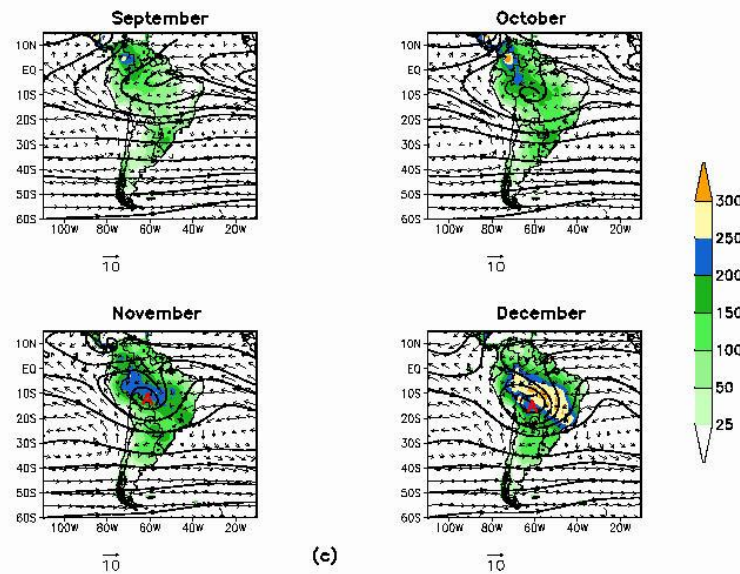 September
October
10N
EQ
10S
20S
30S
40S
50S
60S
100W
80W
60W
40W
20W
10
10N
EQ
10S
20S
30S
40S
50S
60S
100W
80W
60W
40W
20W
10
300
250
200
150
100
50
25
November
December
10N
EQ
10S
20S
30S
40S
50S
60S
100W
80W
60W
40W
20W
10
A
10N
EQ
10S
20S
30S
40S
50S
60S
100W
80W
60W
40W
20W
10
A
(c)